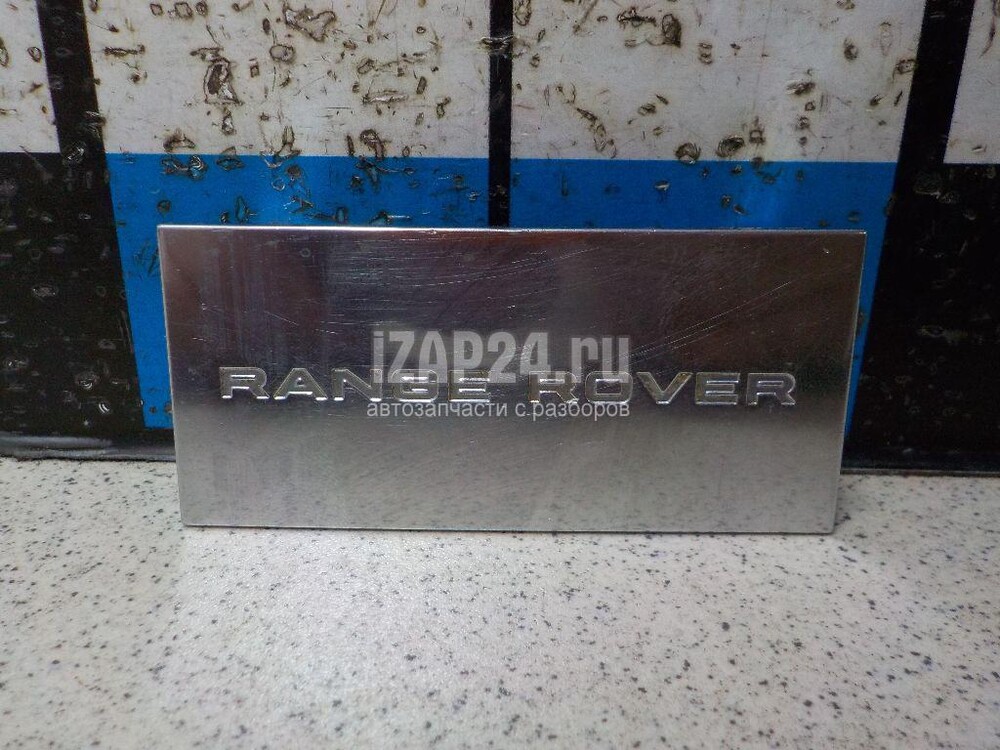 iZAP24.ru
RANGE ROVER
автозапчасти с.разборов